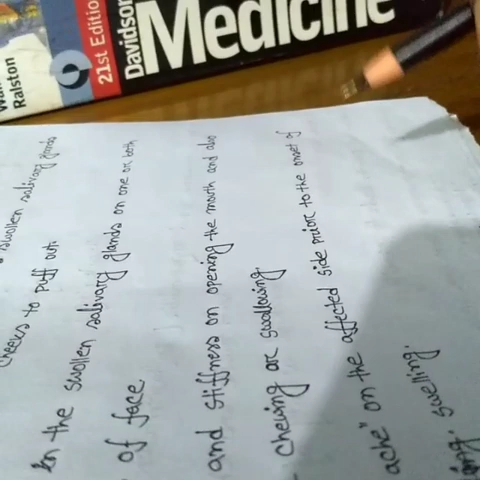 Ralston
21st Edition
Davidson
Medicine
swollen salivary glands
Cheeks to puff out
In the swollen salivary glands on one or both
of face
and stiffness on opening the mouth and also
Chewing or swallowing.
ache" on the affected side prior to the onset of
swelling.